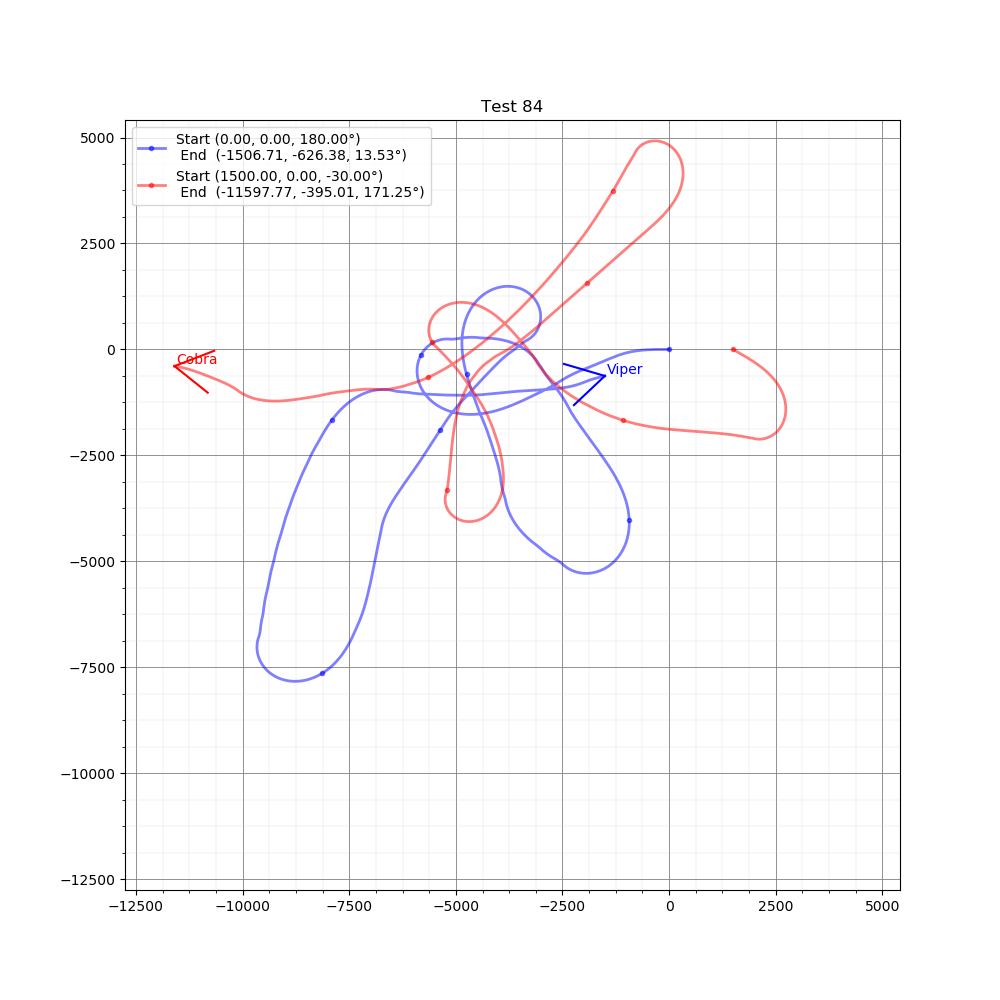 Test 84
Start (0.00, 0.00, 180.00°)
End (-1506.71, -626.38, 13.53°)
Start (1500.00, 0.00, -30.00°)
End (-11597.77, -395.01, 171.25°)
5000
2500
0
−2500
−5000
−7500
−10000
−12500
Cobra
Viper
−12500 −10000 −7500 −5000 −2500 0 2500 5000